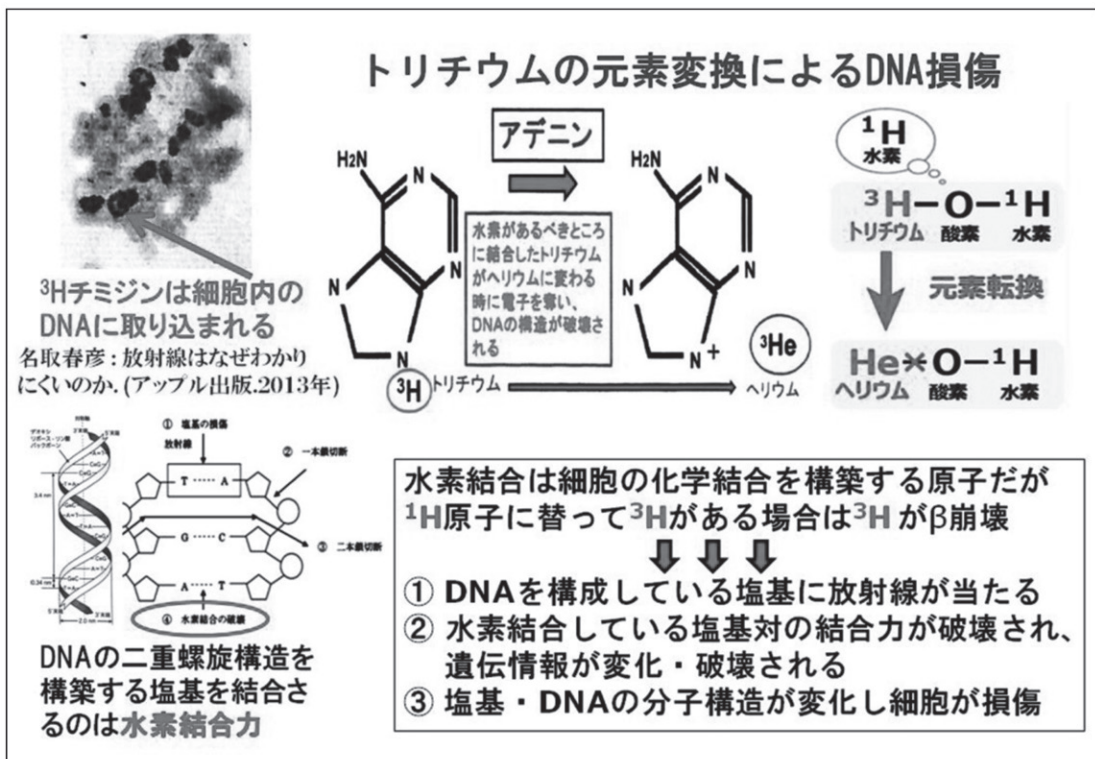 トリチウムの元素変換によるDNA損傷
³Hチミジンは細胞内の
DNAに取り込まれる
名取春彦:放射線はなぜわかり
にくいのか.(アップル出版.2013年)
アデニン
H₂N
N
N
N
水素があるべきところ
に結合したトリチウム
がヘリウムに変わる
時に電子を奪い、
DNAの構造が破壊さ
れる
³H トリチウム
H₂N
N
N
N⁺
³He
ヘリウム
¹H
水素
³H-O-¹H
トリチウム 酸素 水素
元素転換
He×O-¹H
ヘリウム 酸素 水素
① 塩基の損傷
放射線
② 一本鎖切断
T ····· A
G ····· C
③ 二本鎖切断
A ····· T
④ 水素結合の破壊
3.4 nm
0.34 nm
2.0 nm
DNAの二重螺旋構造を
構築する塩基を結合さ
るのは水素結合力
水素結合は細胞の化学結合を構築する原子だが
¹H原子に替って³Hがある場合は³Hがβ崩壊
① DNAを構成している塩基に放射線が当たる
② 水素結合している塩基対の結合力が破壊され、
遺伝情報が変化・破壊される
③ 塩基・DNAの分子構造が変化し細胞が損傷